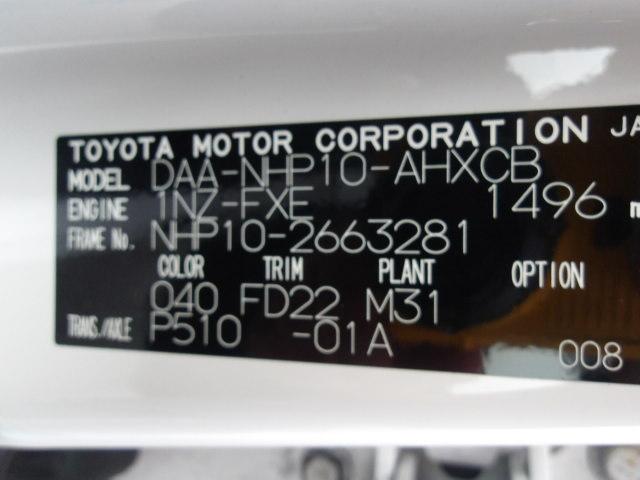 TOYOTA MOTOR CORPORATION JA
MODEL DAA-NHP10-AHXCB
ENGINE 1NZ-FXE 1496 m
FRAME No. NHP10-2663281
COLOR TRIM PLANT OPTION
040 FD22 M31
TRANS./AXLE P510 -01A 008